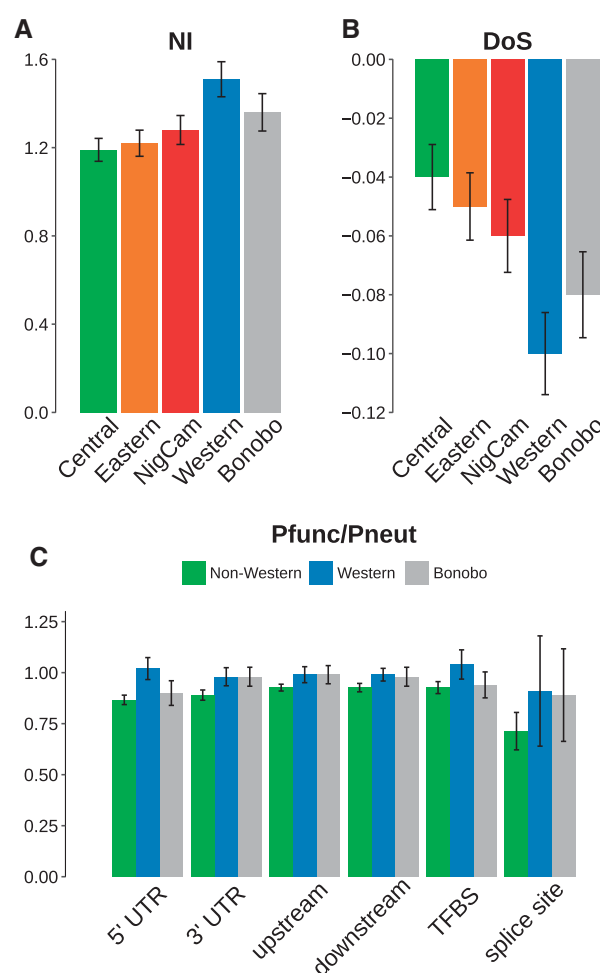 A
NI
1.6
1.2
0.8
0.4
0.0
Central
Eastern
NigCam
Western
Bonobo
B
DoS
0.00
−0.02
−0.04
−0.06
−0.08
−0.10
−0.12
Central
Eastern
NigCam
Western
Bonobo
C
Pfunc/Pneut
Non-Western Western Bonobo
1.25
1.00
0.75
0.50
0.25
0.00
5' UTR
3' UTR
upstream
downstream
TFBS
splice site